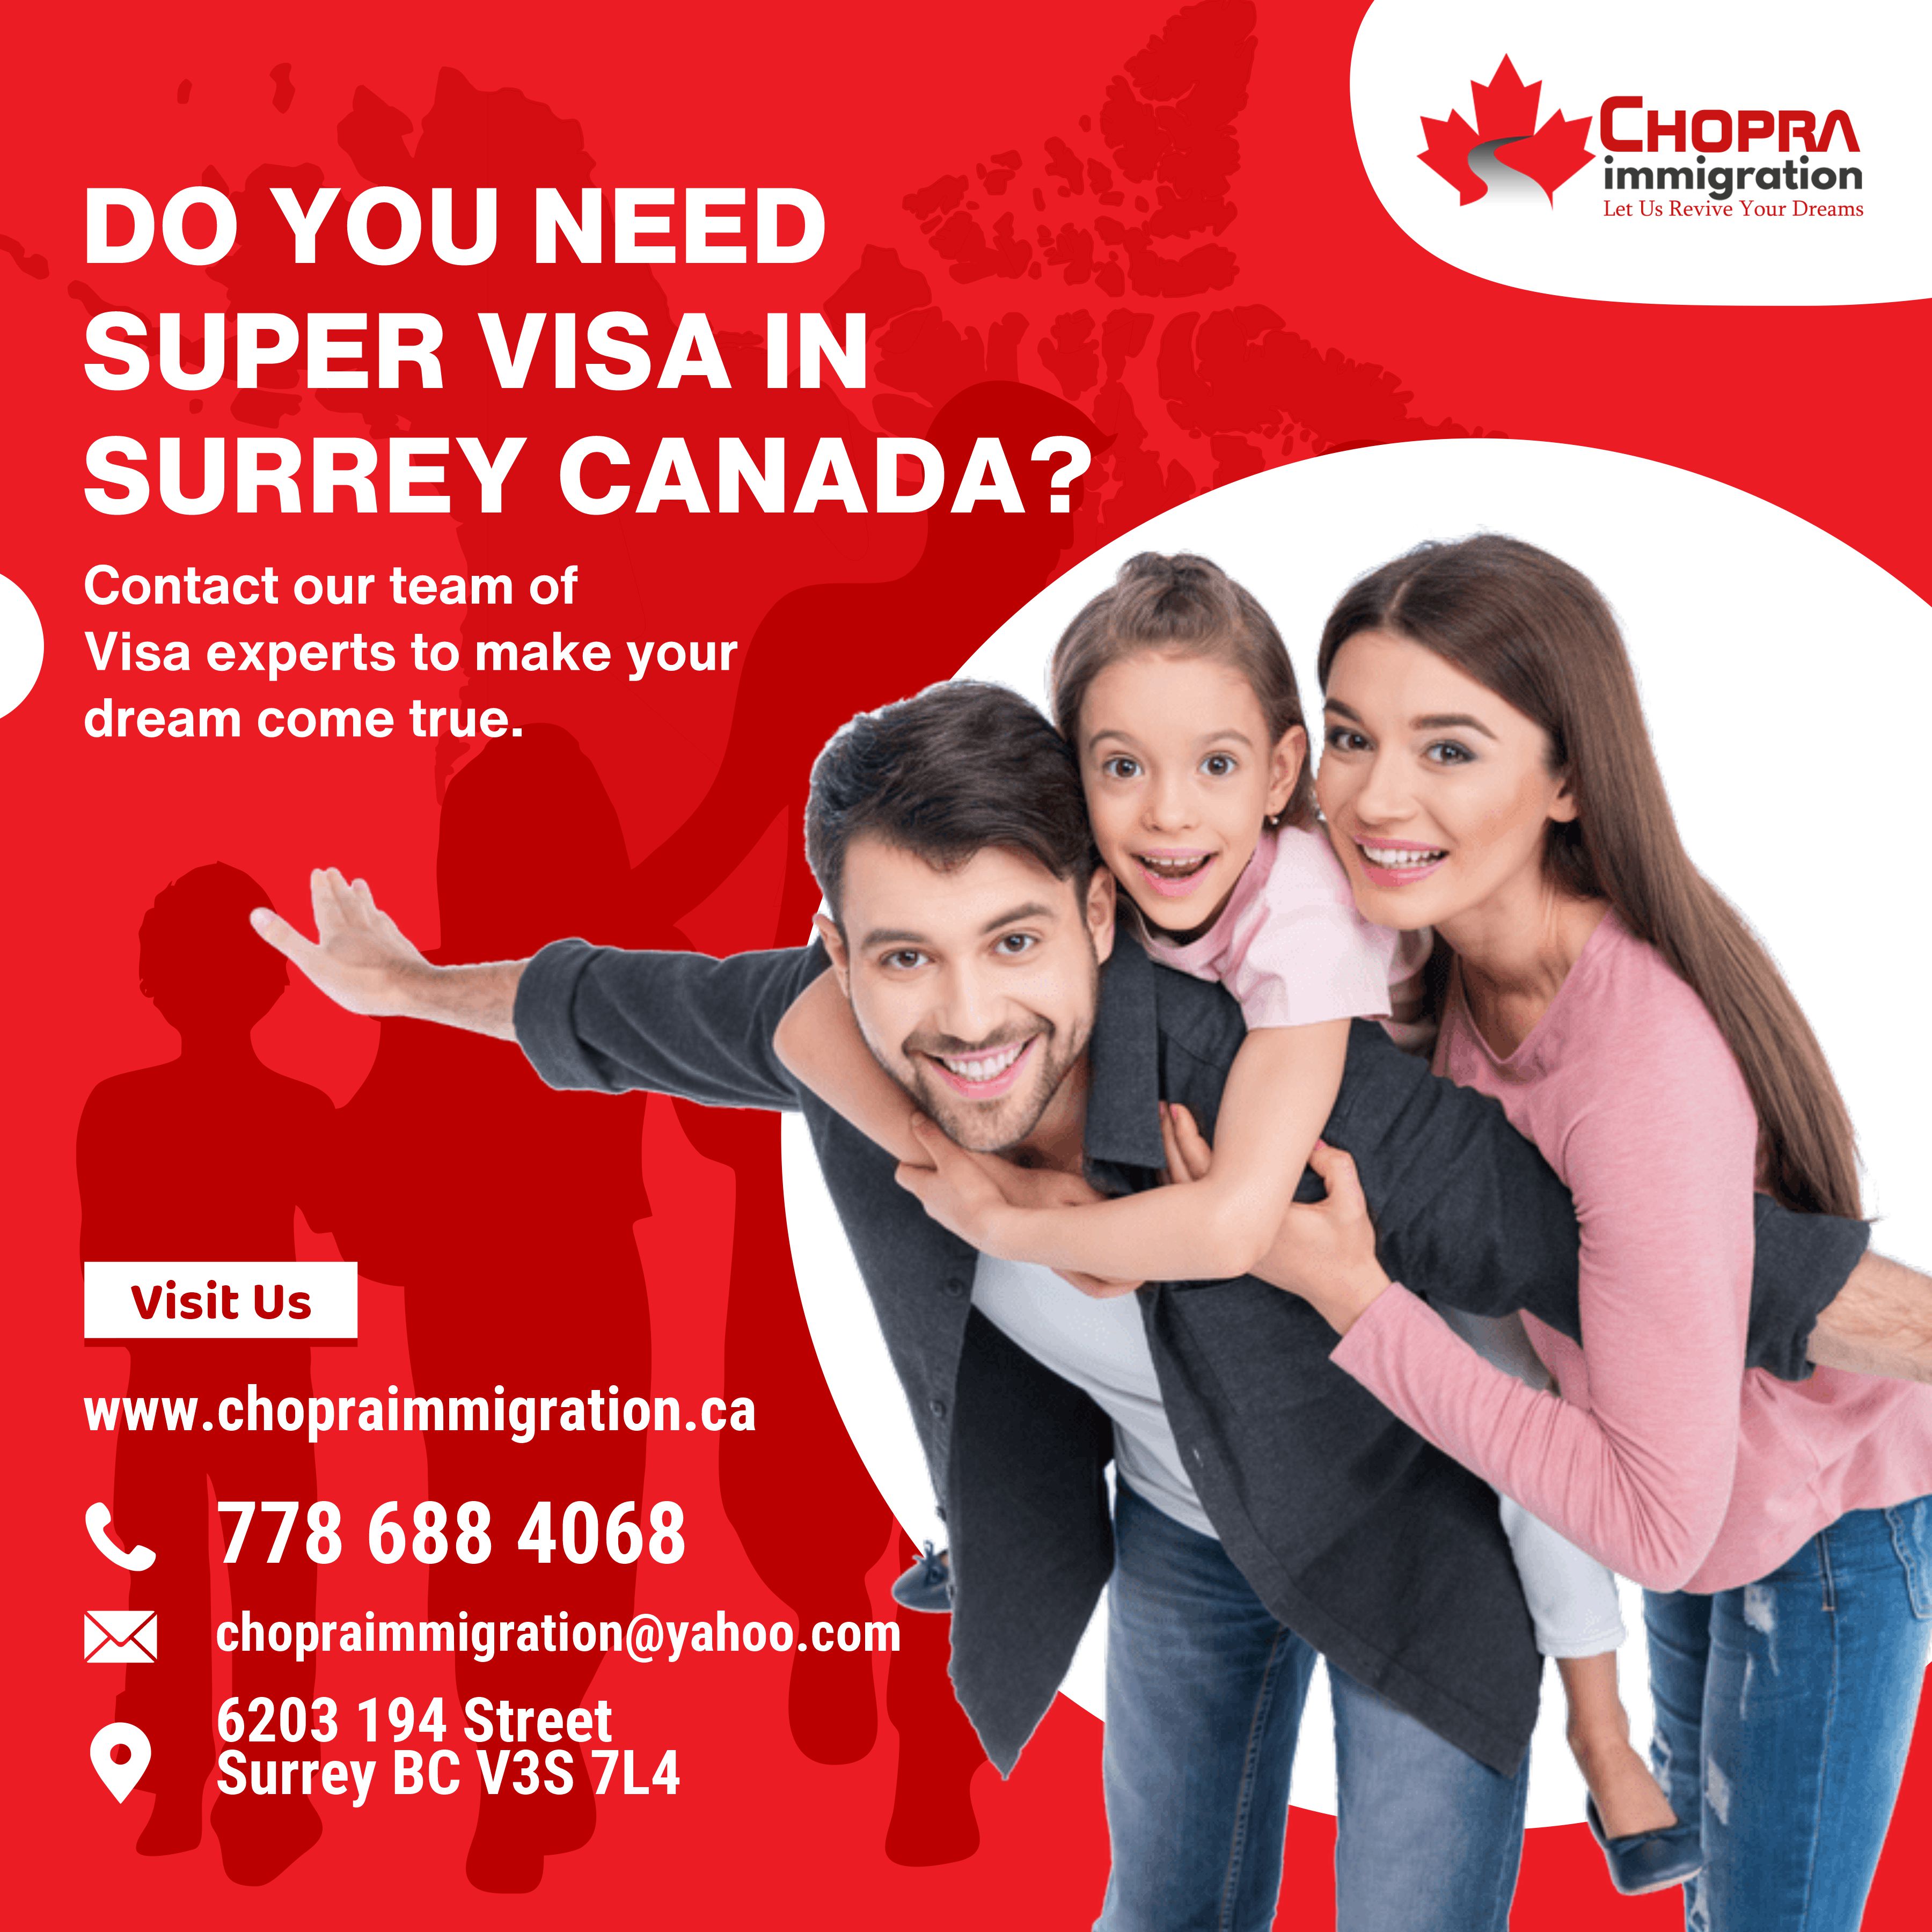 CHOPRA
immigration
Let Us Revive Your Dreams
DO YOU NEED
SUPER VISA IN
SURREY CANADA?
Contact our team of
Visa experts to make your
dream come true.
Visit Us
www.chopraimmigration.ca
778 688 4068
chopraimmigration@yahoo.com
6203 194 Street
Surrey BC V3S 7L4